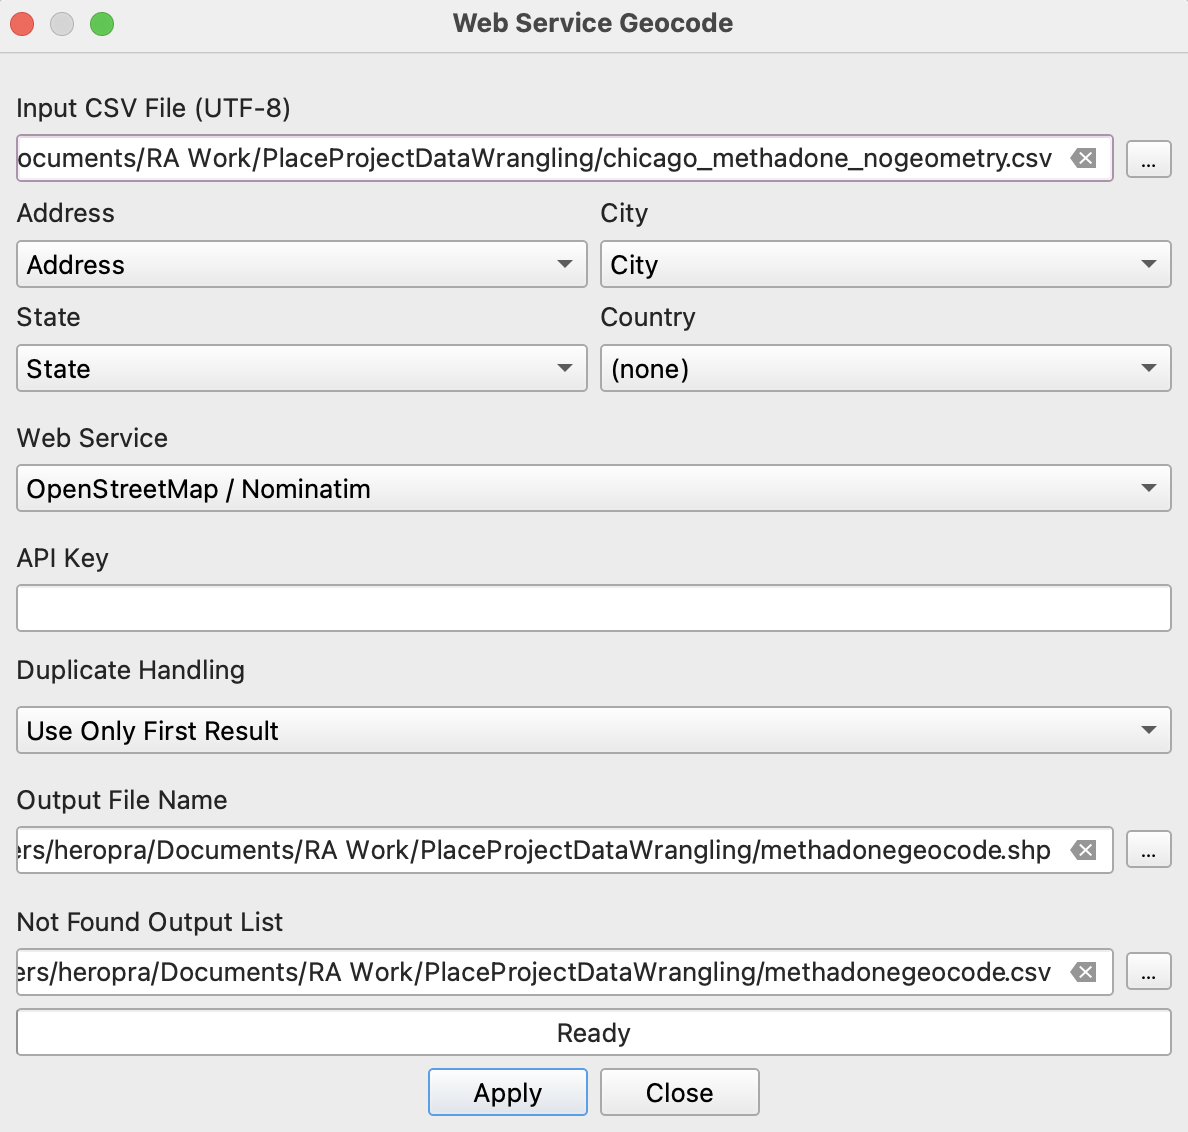 Web Service Geocode
Input CSV File (UTF-8)
ocuments/RA Work/PlaceProjectDataWrangling/chicago_methadone_nogeometry.csv ...
Address City
Address City
State Country
State (none)
Web Service
OpenStreetMap / Nominatim
API Key
Duplicate Handling
Use Only First Result
Output File Name
rs/heropra/Documents/RA Work/PlaceProjectDataWrangling/methadonegeocode.shp ...
Not Found Output List
ers/heropra/Documents/RA Work/PlaceProjectDataWrangling/methadonegeocode.csv ...
Ready
Apply Close